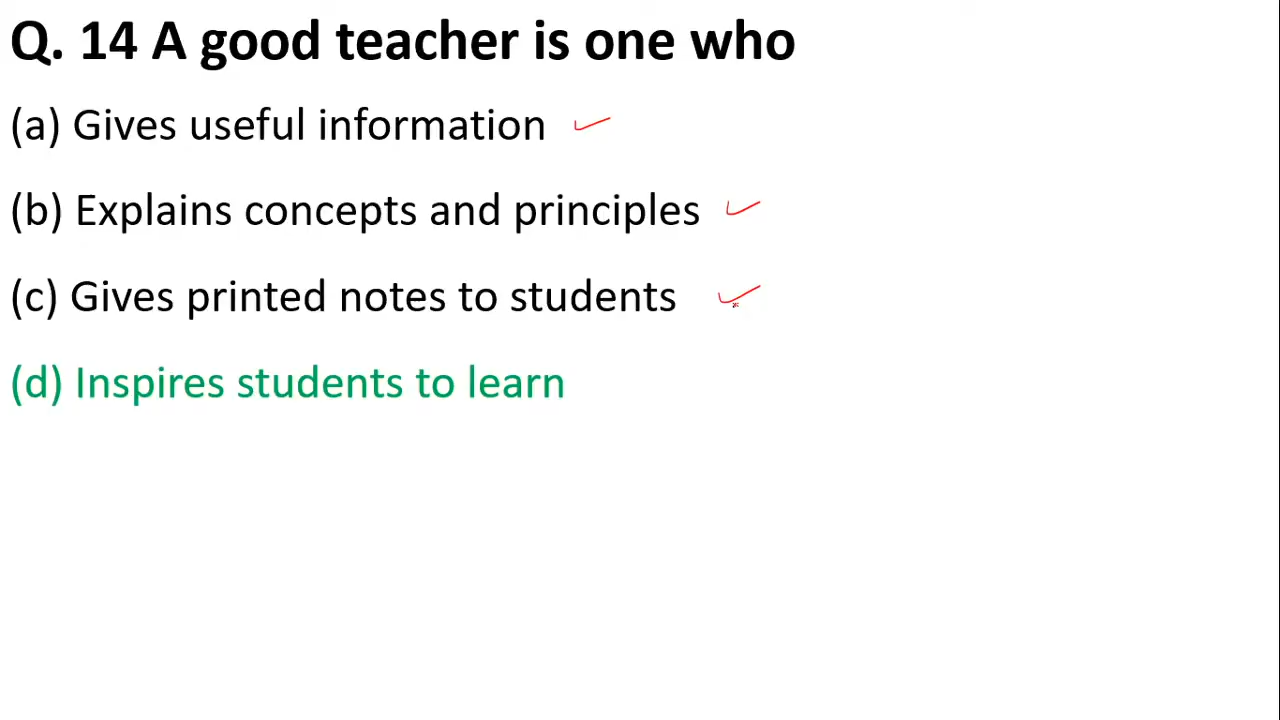 Q. 14 A good teacher is one who
(a) Gives useful information
(b) Explains concepts and principles
(c) Gives printed notes to students
(d) Inspires students to learn